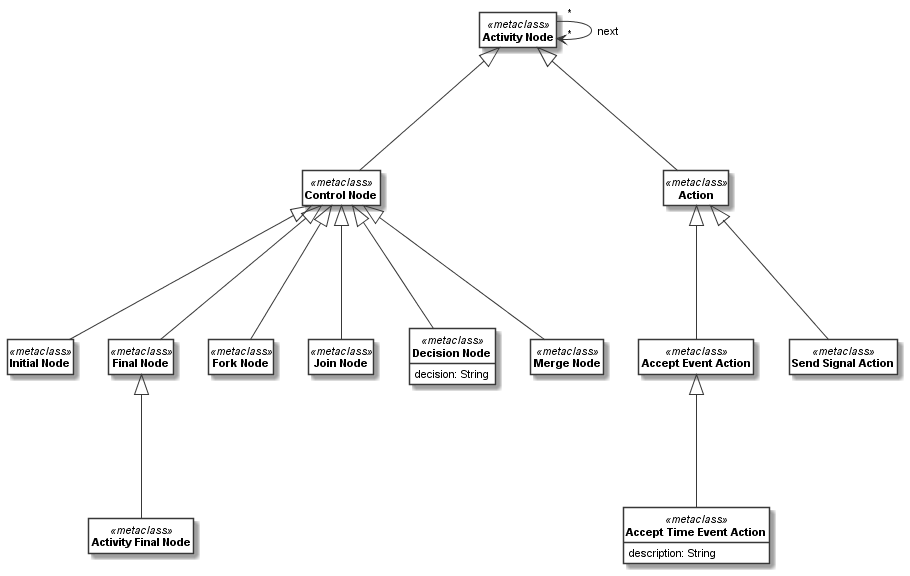 *
«metaclass»
Activity Node
*
next
«metaclass»
Control Node
«metaclass»
Action
«metaclass»
Initial Node
«metaclass»
Final Node
«metaclass»
Fork Node
«metaclass»
Join Node
«metaclass»
Decision Node
decision: String
«metaclass»
Merge Node
«metaclass»
Accept Event Action
«metaclass»
Send Signal Action
«metaclass»
Activity Final Node
«metaclass»
Accept Time Event Action
description: String